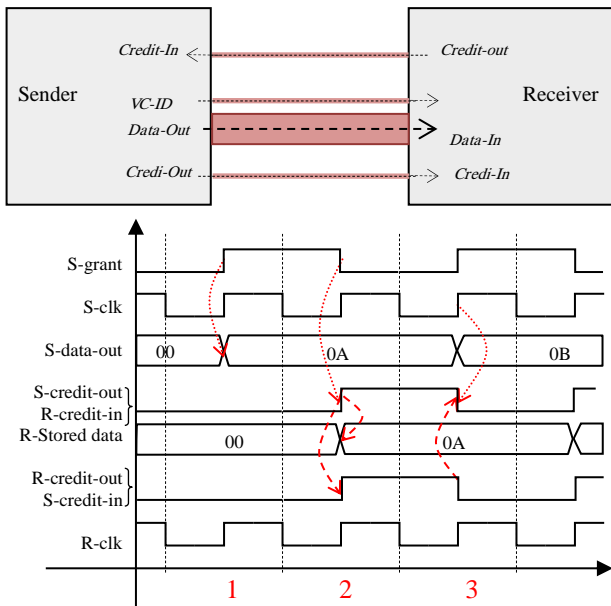 Credit-In
Credit-out
Sender
Receiver
VC-ID
Data-Out
Data-In
Credi-Out
Credi-In
S-grant
S-clk
S-data-out
00
0A
0B
S-credit-out
R-credit-in
R-Stored data
00
0A
R-credit-out
S-credit-in
R-clk
1
2
3